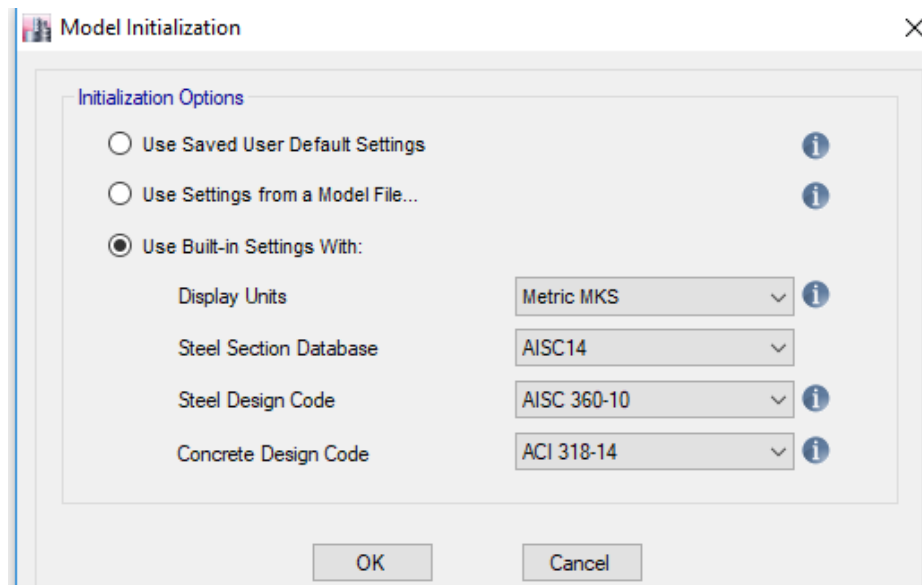 Model Initialization
Initialization Options
Use Saved User Default Settings
Use Settings from a Model File...
Use Built-in Settings With:
Display Units Metric MKS
Steel Section Database AISC14
Steel Design Code AISC 360-10
Concrete Design Code ACI 318-14
OK Cancel